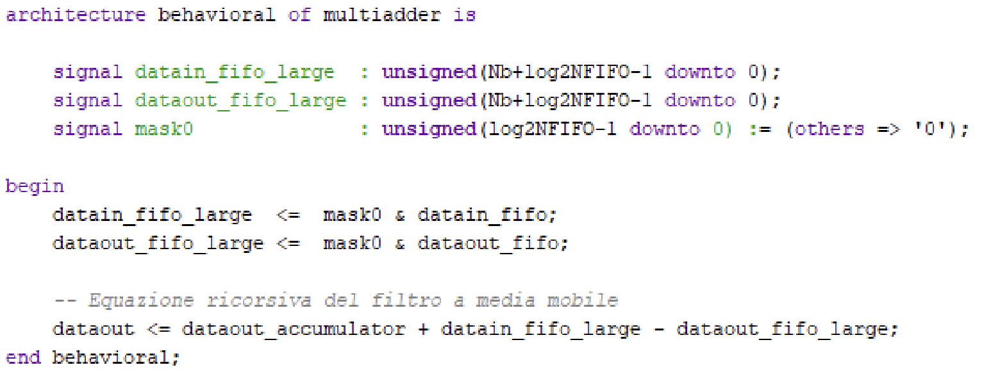 architecture behavioral of multiadder is
signal datain_fifo_large : unsigned(Nb+log2NFIFO-1 downto 0);
signal dataout_fifo_large : unsigned(Nb+log2NFIFO-1 downto 0);
signal mask0 : unsigned(log2NFIFO-1 downto 0) := (others => '0');
begin
datain_fifo_large <= mask0 & datain_fifo;
dataout_fifo_large <= mask0 & dataout_fifo;
-- Equazione ricorsiva del filtro a media mobile
dataout <= dataout_accumulator + datain_fifo_large - dataout_fifo_large;
end behavioral;